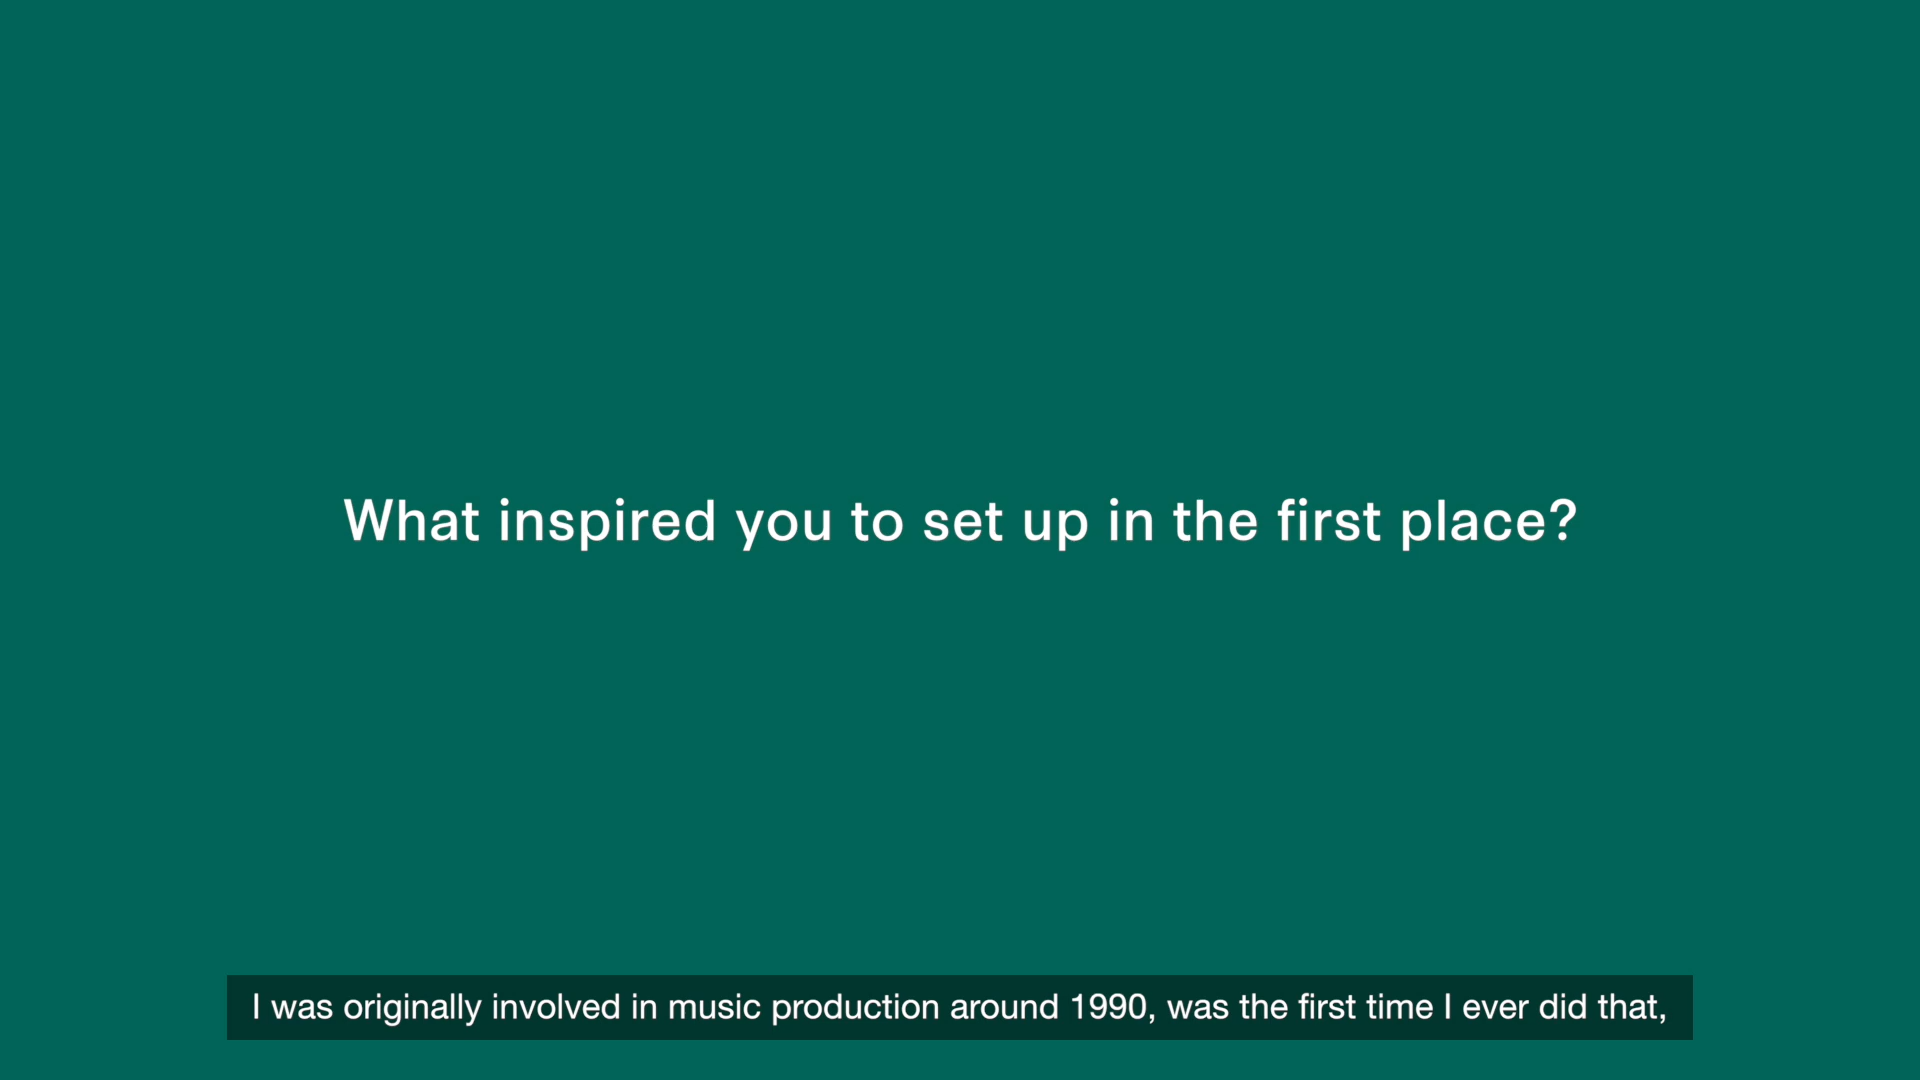 What inspired you to set up in the first place?
I was originally involved in music production around 1990, was the first time I ever did that,